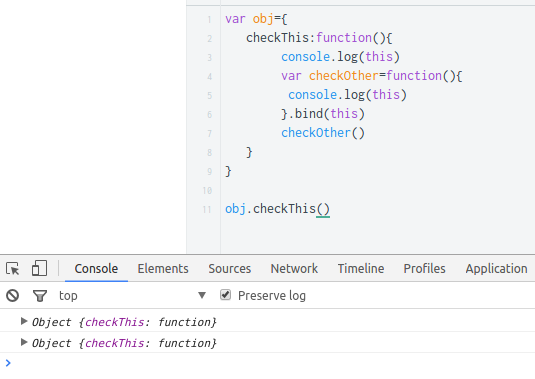 1 var obj={
2 checkThis:function(){
3 console.log(this)
4 var checkOther=function(){
5 console.log(this)
6 }.bind(this)
7 checkOther()
8 }
9 }
10
11 obj.checkThis()
Console Elements Sources Network Timeline Profiles Application
top Preserve log
Object {checkThis: function}
Object {checkThis: function}